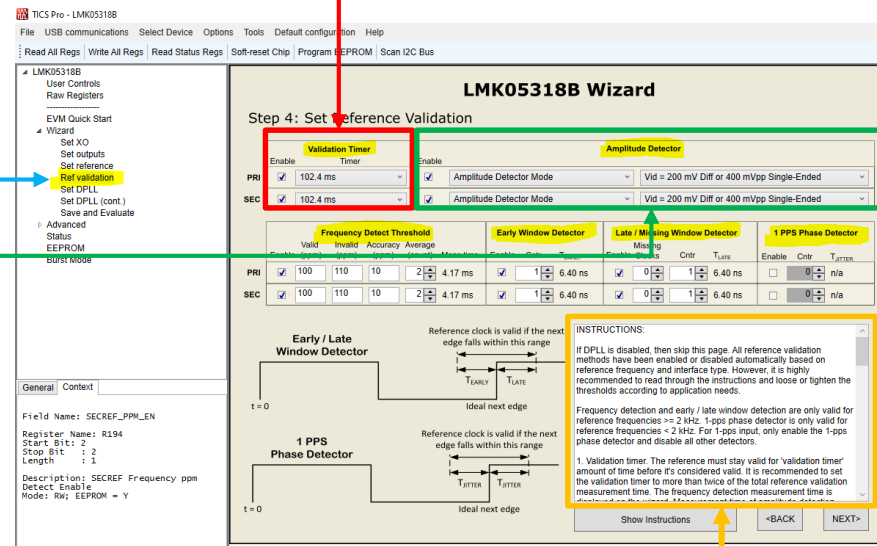 TICS Pro - LMK05318B
File USB communications Select Device Options Tools Default configuration Help
Read All Regs Write All Regs Read Status Regs Soft-reset Chip Program EEPROM Scan I2C Bus
LMK05318B
User Controls
Raw Registers
-------------------
EVM Quick Start
Wizard
Set XO
Set outputs
Set reference
Ref validation
Set DPLL
Set DPLL (cont.)
Save and Evaluate
Advanced
Status
EEPROM
Burst Mode
General Context
Field Name: SECREF_PPM_EN
Register Name: R194
Start Bit: 2
Stop Bit : 2
Length : 1
Description: SECREF Frequency ppm
Detect Enable
Mode: RW; EEPROM = Y
LMK05318B Wizard
Step 4: Set Reference Validation
Validation Timer Amplitude Detector
Enable Timer Enable
PRI 102.4 ms Amplitude Detector Mode Vid = 200 mV Diff or 400 mVpp Single-Ended
SEC 102.4 ms Amplitude Detector Mode Vid = 200 mV Diff or 400 mVpp Single-Ended
Frequency Detect Threshold Early Window Detector Late / Missing Window Detector 1 PPS Phase Detector
Valid Invalid Accuracy Average Missing
Enable (ppm) (ppm) (ppm) (count) Meas time Enable Cntr Enable Clocks Cntr TLATE Enable Cntr TJITTER
PRI 100 110 10 2 4.17 ms 1 6.40 ns 0 1 6.40 ns 0 n/a
SEC 100 110 10 2 4.17 ms 1 6.40 ns 0 1 6.40 ns 0 n/a
Early / Late
Window Detector
Reference clock is valid if the next
edge falls within this range
TEARLY TLATE
t = 0 Ideal next edge
1 PPS
Phase Detector
Reference clock is valid if the next
edge falls within this range
TJITTER TJITTER
t = 0 Ideal next edge
INSTRUCTIONS:
If DPLL is disabled, then skip this page. All reference validation
methods have been enabled or disabled automatically based on
reference frequency and interface type. However, it is highly
recommended to read through the instructions and loose or tighten the
thresholds according to application needs.
Frequency detection and early / late window detection are only valid for
reference frequencies >= 2 kHz. 1-pps phase detector is only valid for
reference frequencies < 2 kHz. For 1-pps input, only enable the 1-pps
phase detector and disable all other detectors.
1. Validation timer. The reference must stay valid for 'validation timer'
amount of time before it's considered valid. It is recommended to set
the validation timer to more than twice of the total reference validation
measurement time. The frequency detection measurement time is
displayed on the wizard. Measurement time of amplitude detection
Show Instructions <BACK NEXT>